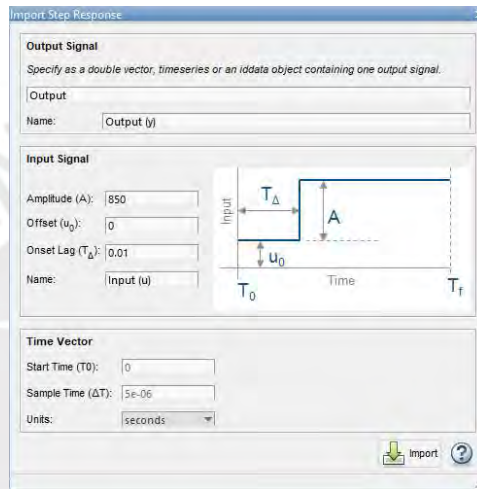 Import Step Response
Output Signal
Specify as a double vector, timeseries or an iddata object containing one output signal.
Output
Name: Output (y)
Input Signal
Amplitude (A): 850
Offset (u0): 0
Onset Lag (TΔ): 0.01
Name: Input (u)
Input
TΔ
A
u0
T0
Time
Tf
Time Vector
Start Time (T0): 0
Sample Time (ΔT): 5e-06
Units: seconds
Import
?